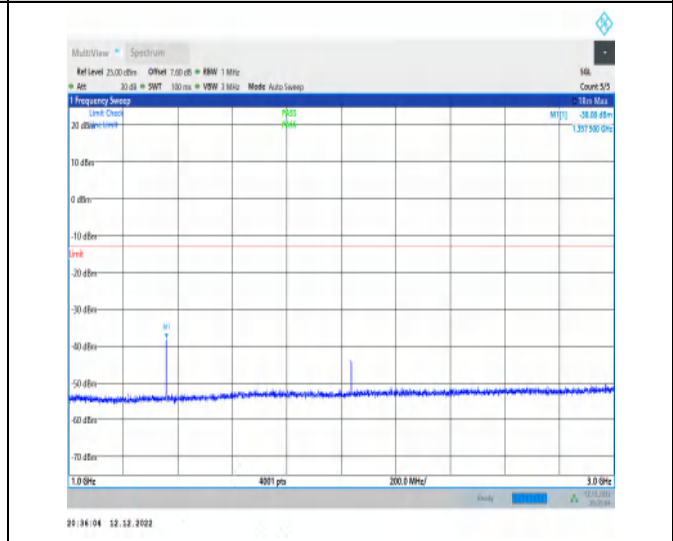 MultiView Spectrum
Ref Level 25.00 dBm Offset 7.60 dB RBW 1 MHz SGL
Att 30 dB SWT 100 ms VBW 3 MHz Mode Auto Sweep Count 5/5
1 Frequency Sweep 1Rm Max
Limit Check PASS M1[1] -38.08 dBm
Line Limit PASS 1.357 500 GHz
20 dBm
10 dBm
0 dBm
-10 dBm
Limit
-20 dBm
-30 dBm
M1
-40 dBm
-50 dBm
-60 dBm
-70 dBm
1.0 GHz 4001 pts 200.0 MHz/ 3.0 GHz
Ready
20:36:04 12.12.2022